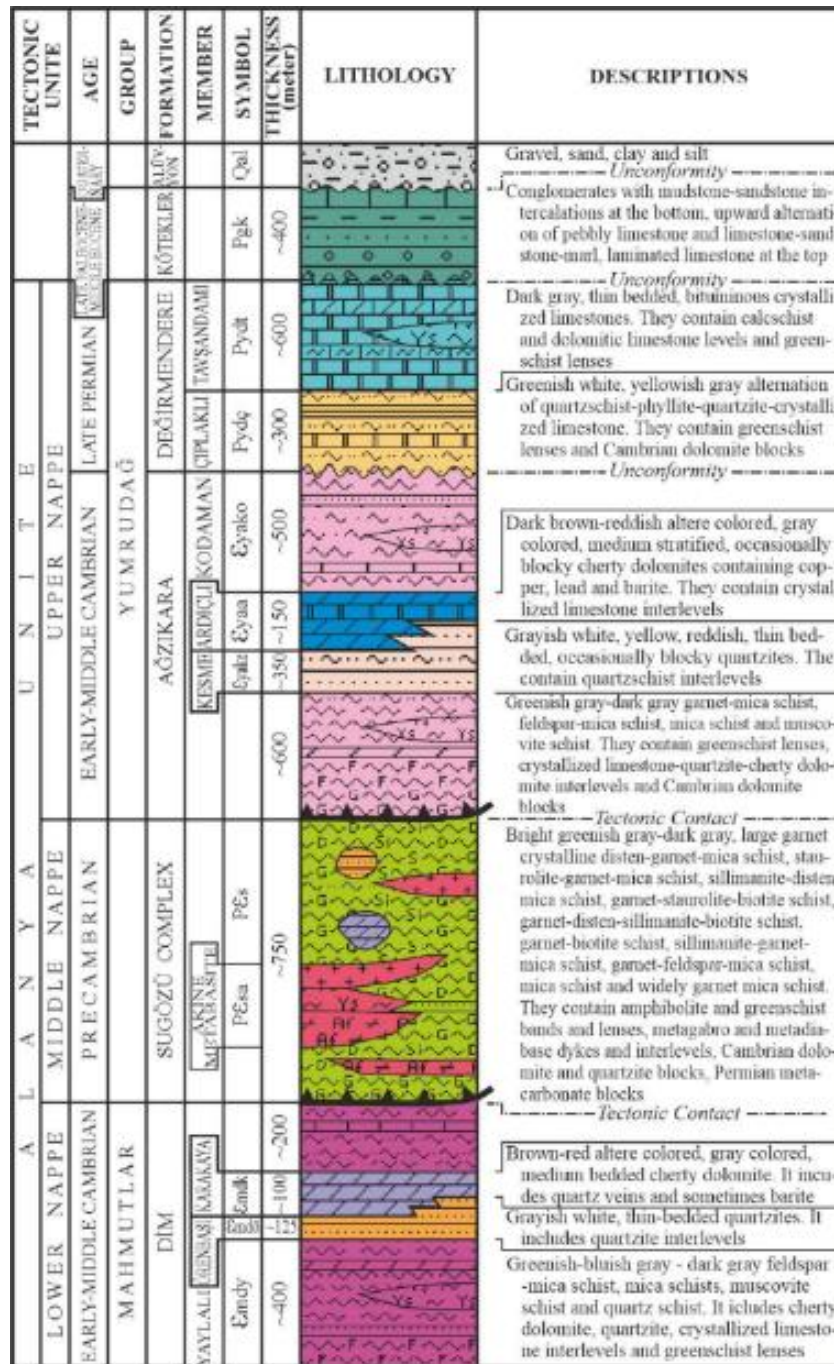 TECTONIC UNITE
AGE
GROUP
FORMATION
MEMBER
SYMBOL
THICKNESS (meter)
LITHOLOGY
DESCRIPTIONS
ALÜV-
YON
Qal
Gravel, sand, clay and silt
Unconformity
KÖTEKLER
Pgk
~400
Conglomerates with mudstone-sandstone in-
tercalations at the bottom, upward alternati
on of pebbly limestone and limestone-sand
stone-marl, laminated limestone at the top
Unconformity
ALANYA UNITE
UPPER NAPPE
LATE PERMIAN
YUMRUDAĞ
DEĞİRMENDERE
TAVŞANDAMI
Pydt
~600
Ys
Dark gray, thin bedded, bituminous crystalli
zed limestones. They contain calcschist
and dolomitic limestone levels and green-
schist lenses
ÇIPLAKLI
Pydç
~300
Greenish white, yellowish gray alternation
of quartzschist-phyllite-quartzite-crystalli
zed limestone. They contain greenschist
lenses and Cambrian dolomite blocks
Unconformity
EARLY-MIDDLE CAMBRIAN
AĞZIKARA
KODAMAN
Єyako
~500
Ys Ys
Dark brown-reddish altere colored, gray
colored, medium stratified, occasionally
blocky cherty dolomites containing cop-
per, lead and barite. They contain crystal
lized limestone interlevels
ARDIÇLI
Єyaa
~150
KESME
~350
Grayish white, yellow, reddish, thin bed-
ded, occasionally blocky quartzites. The
contain quartzschist interlevels
~600
Ys
F F F F
G G G G
Greenish gray-dark gray garnet-mica schist,
feldspar-mica schist, mica schist and musco-
vite schist. They contain greenschist lenses,
crystallized limestone-quartzite-cherty dolo-
mite interlevels and Cambrian dolomite
blocks
Tectonic Contact
MIDDLE NAPPE
PRECAMBRIAN
SUGÖZÜ COMPLEX
PЄs
AKİNE
METABASİTE
PЄsa
~750
Ys
Af
Af Af
Bright greenish gray-dark gray, large garnet
crystalline disten-garnet-mica schist, stau-
rolite-garnet-mica schist, sillimanite-disten
mica schist, garnet-staurolite-biotite schist,
garnet-disten-sillimanite-biotite schist,
garnet-biotite schist, sillimanite-garnet-
mica schist, garnet-feldspar-mica schist,
mica schist and widely garnet mica schist.
They contain amphibolite and greenschist
bands and lenses, metagabro and metadia-
base dykes and interlevels, Cambrian dolo-
mite and quartzite blocks, Permian meta-
carbonate blocks
Tectonic Contact
LOWER NAPPE
EARLY-MIDDLE CAMBRIAN
MAHMUTLAR
DİM
~200
KARAKAYA
Єmdk
~100
Brown-red altere colored, gray colored,
medium bedded cherty dolomite. It incu-
des quartz veins and sometimes barite
~125
Grayish white, thin-bedded quartzites. It
includes quartzite interlevels
YAYLALI
Єmdy
~400
Ys
F F F F
Greenish-bluish gray - dark gray feldspar
-mica schist, mica schists, muscovite
schist and quartz schist. It icludes cherty
dolomite, quartzite, crystallized limesto-
ne interlevels and greenschist lenses